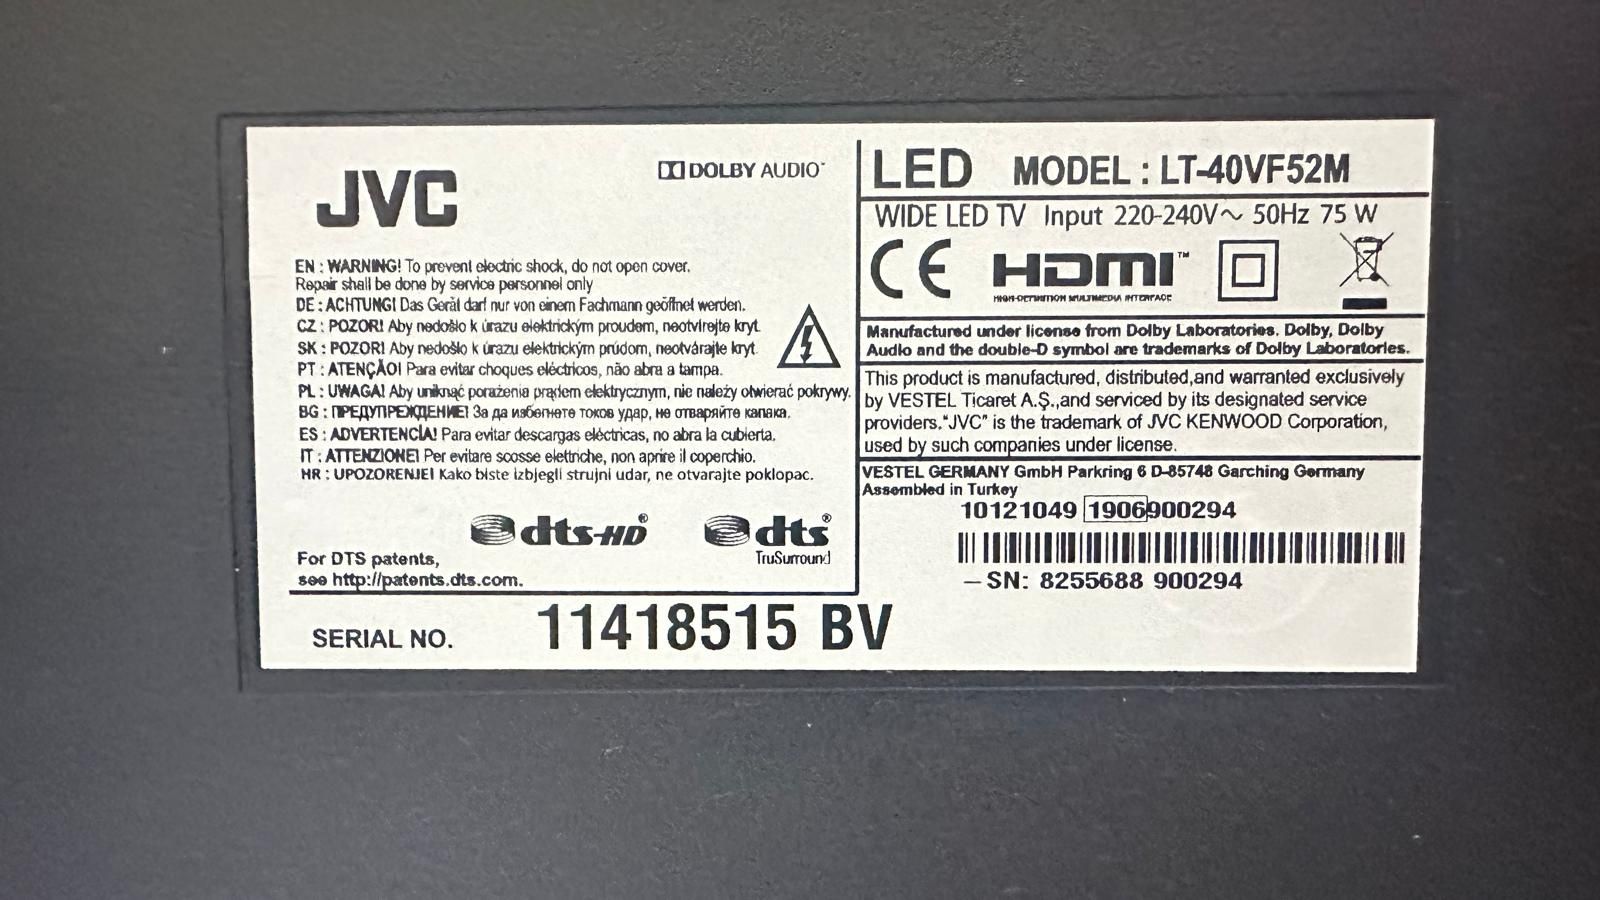 JVC
DOLBY AUDIO™
EN : WARNING! To prevent electric shock, do not open cover.
Repair shall be done by service personnel only
DE : ACHTUNG! Das Gerät darf nur von einem Fachmann geöffnet werden.
CZ : POZOR! Aby nedošlo k úrazu elektrickým proudem, neotvírejte kryt.
SK : POZOR! Aby nedošlo k úrazu elektrickým prúdom, neotvárajte kryt.
PT : ATENÇÃO! Para evitar choques eléctricos, não abra a tampa.
PL : UWAGA! Aby uniknąć porażenia prądem elektrycznym, nie należy otwierać pokrywy.
BG : ПРЕДУПРЕЖДЕНИЕ! За да избегнете токов удар, не отваряйте капака.
ES : ADVERTENCÍA! Para evitar descargas eléctricas, no abra la cubierta.
IT : ATTENZIONE! Per evitare scosse elettriche, non aprire il coperchio.
HR : UPOZORENJE! Kako biste izbjegli strujni udar, ne otvarajte poklopac.
dts-HD®
dts®
TruSurround
For DTS patents,
see http://patents.dts.com.
SERIAL NO. 11418515 BV
LED MODEL : LT-40VF52M
WIDE LED TV Input 220-240V~ 50Hz 75 W
CE HDMI™
HIGH-DEFINITION MULTIMEDIA INTERFACE
Manufactured under license from Dolby Laboratories. Dolby, Dolby
Audio and the double-D symbol are trademarks of Dolby Laboratories.
This product is manufactured, distributed,and warranted exclusively
by VESTEL Ticaret A.Ş.,and serviced by its designated service
providers.“JVC” is the trademark of JVC KENWOOD Corporation,
used by such companies under license.
VESTEL GERMANY GmbH Parkring 6 D-85748 Garching Germany
Assembled in Turkey
10121049 1906900294
–SN: 8255688 900294